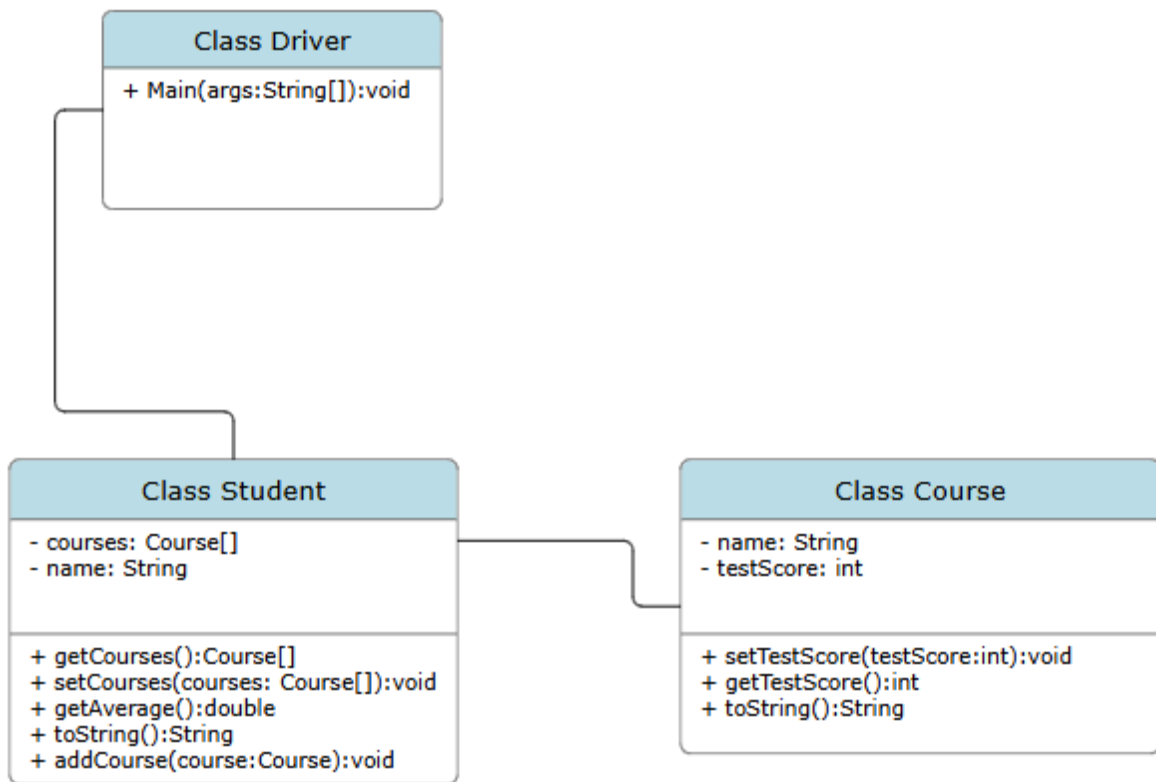 Class Driver
+ Main(args:String[]):void
Class Student
- courses: Course[]
- name: String
+ getCourses():Course[]
+ setCourses(courses: Course[]):void
+ getAverage():double
+ toString():String
+ addCourse(course:Course):void
Class Course
- name: String
- testScore: int
+ setTestScore(testScore:int):void
+ getTestScore():int
+ toString():String